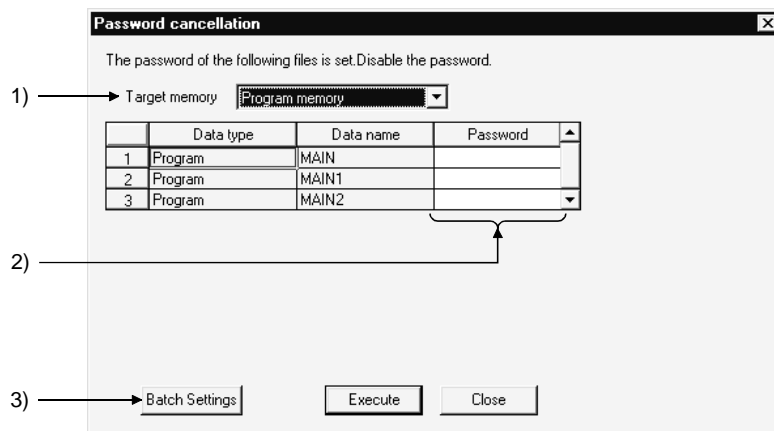 Password cancellation
The password of the following files is set.Disable the password.
1) Target memory Program memory
Data type Data name Password
1 Program MAIN
2 Program MAIN1
3 Program MAIN2
2)
3) Batch Settings Execute Close